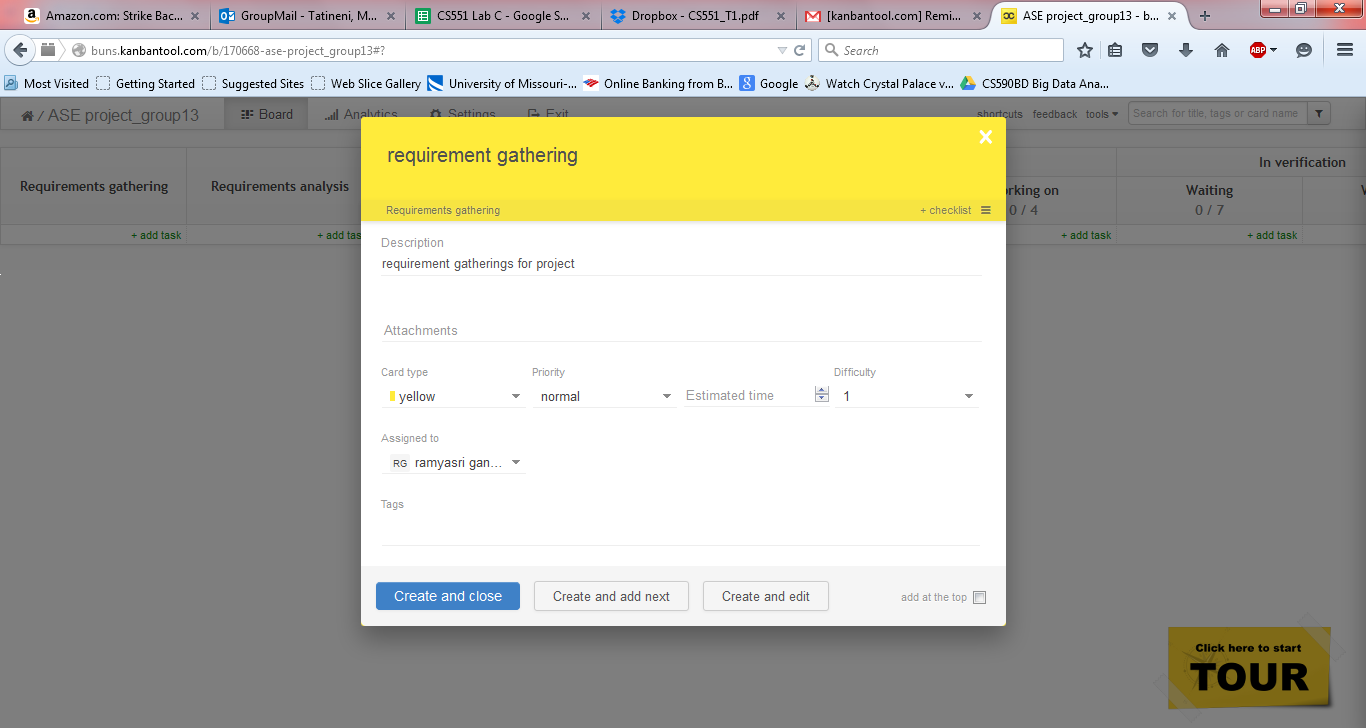 Amazon.com: Strike Bac...
GroupMail - Tatineni, M...
CS551 Lab C - Google S...
Dropbox - CS551_T1.pdf
[kanbantool.com] Remi...
ASE project_group13 - b...
buns.kanbantool.com/b/170668-ase-project_group13#?
Search
ABP
Most Visited
Getting Started
Suggested Sites
Web Slice Gallery
University of Missouri-...
Online Banking from B...
Google
Watch Crystal Palace v...
CS590BD Big Data Ana...
/ ASE project_group13
Board
Analytics
Settings
Exit
shortcuts
feedback
tools
Search for title, tags or card name
Requirements gathering
Requirements analysis
rking on
0 / 4
In verification
Waiting
0 / 7
+ add task
+ add tas
+ add task
+ add task
requirement gathering
Requirements gathering
+ checklist
Description
requirement gatherings for project
Attachments
Card type
Priority
Difficulty
yellow
normal
Estimated time
1
Assigned to
RG ramyasri gan...
Tags
Create and close
Create and add next
Create and edit
add at the top
Click here to start
TOUR